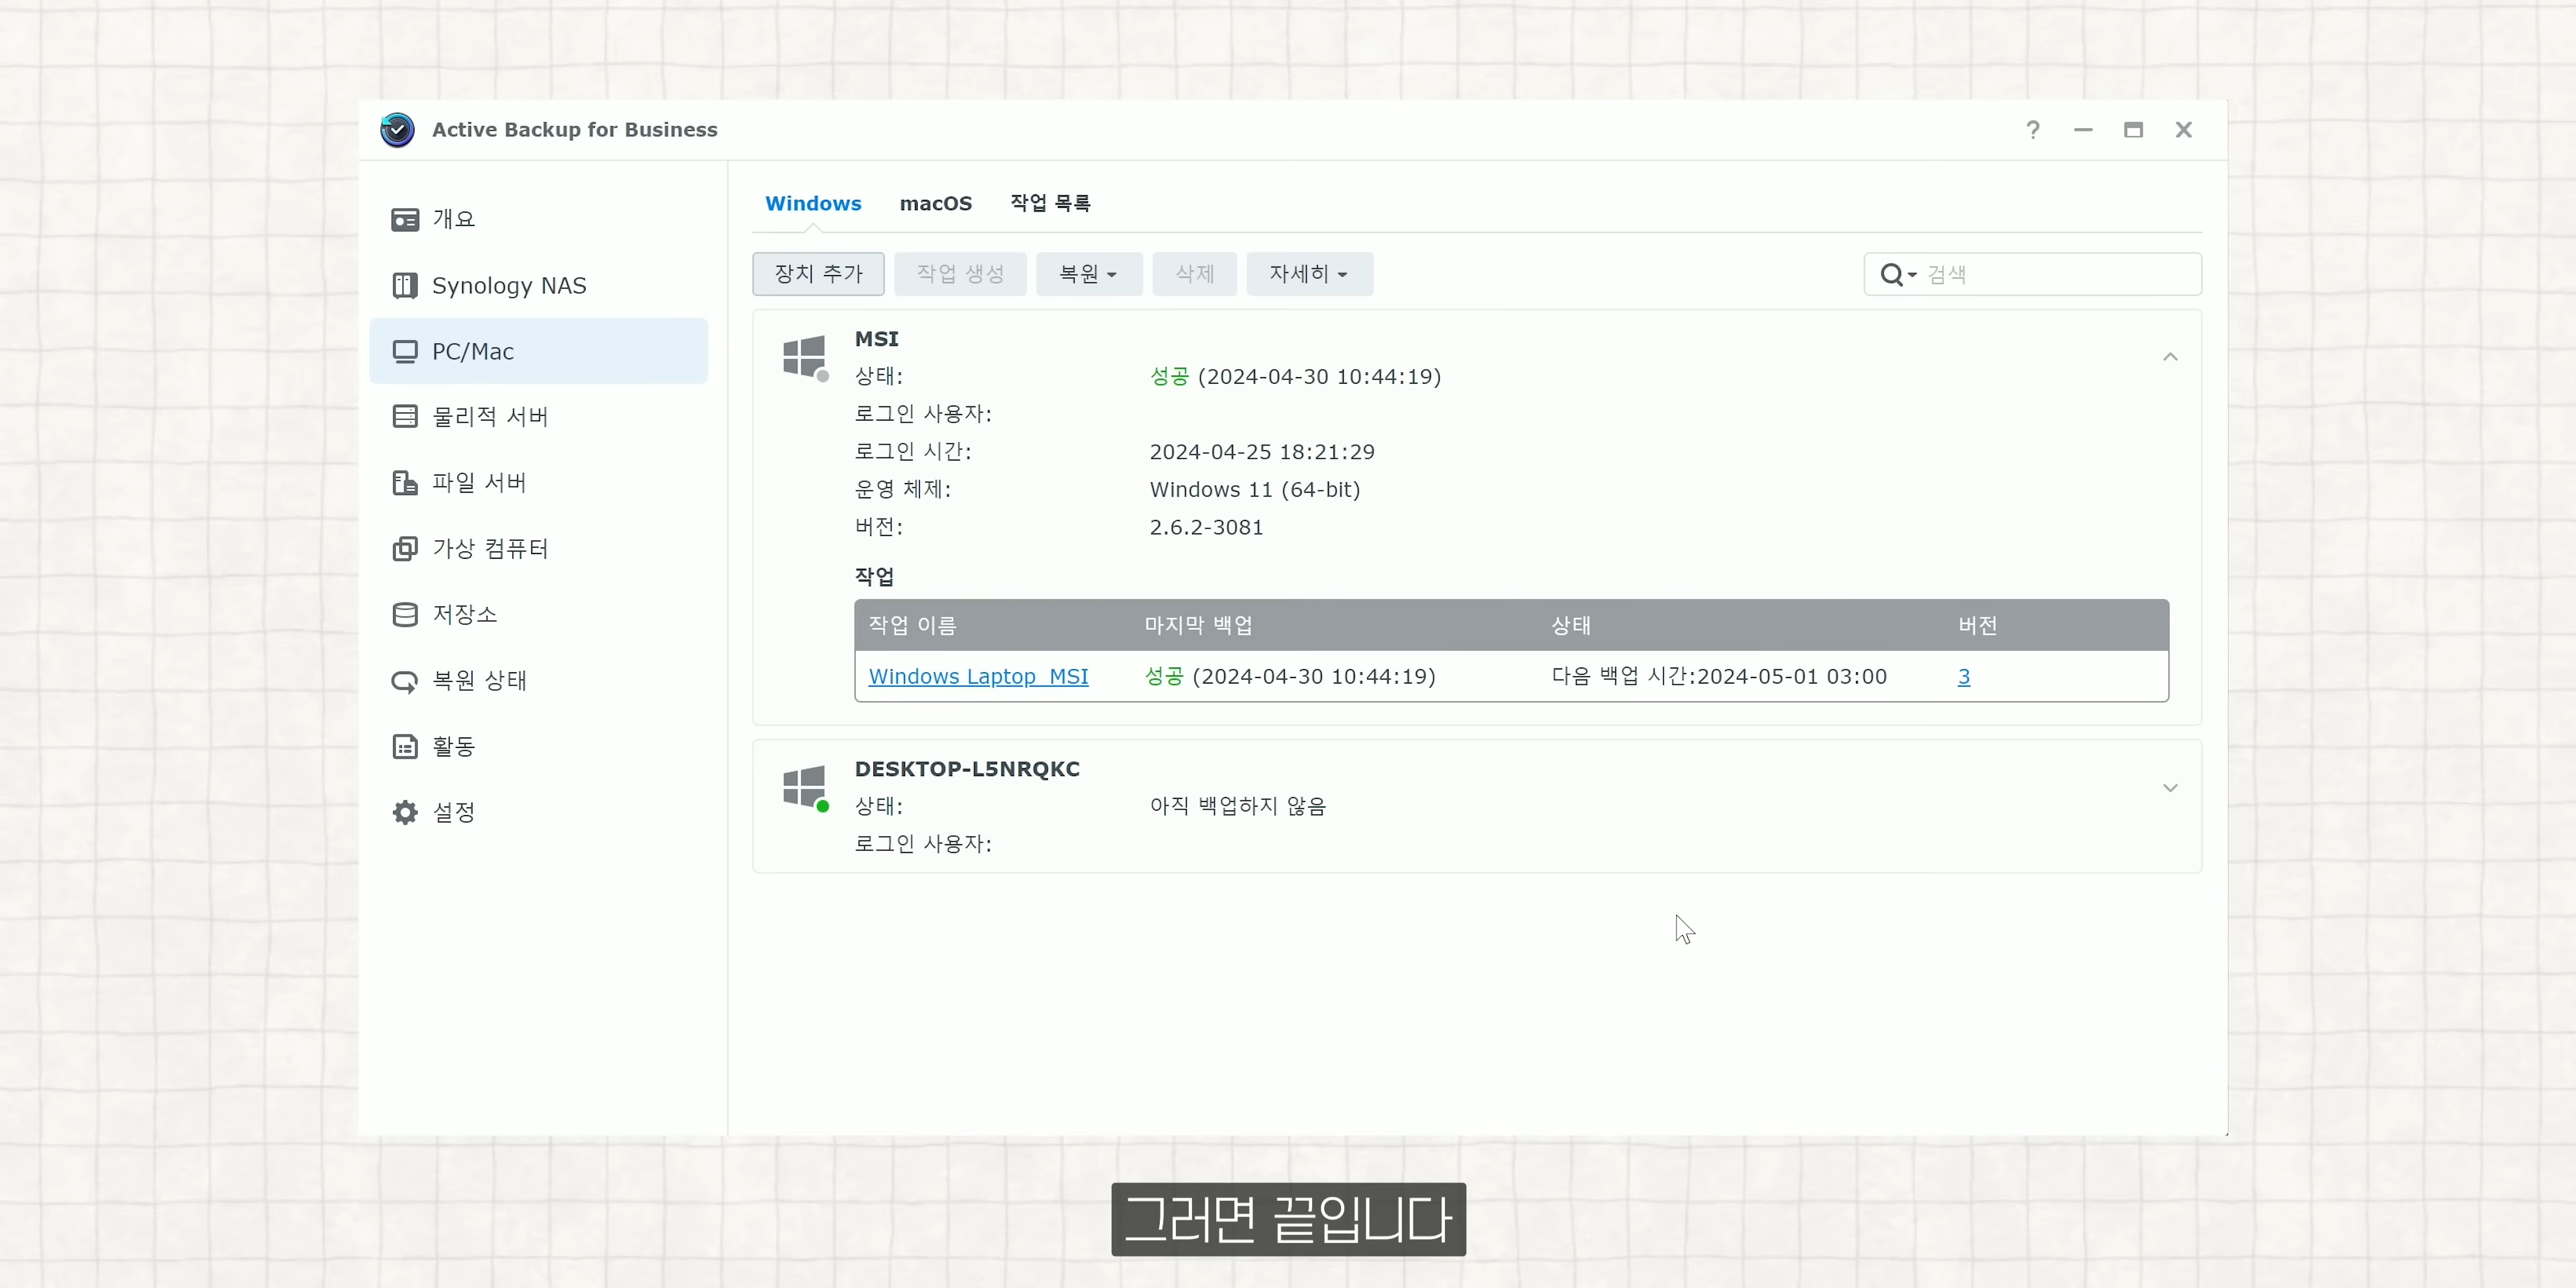 Active Backup for Business
개요
Synology NAS
PC/Mac
물리적 서버
파일 서버
가상 컴퓨터
저장소
복원 상태
활동
설정
Windows macOS 작업 목록
장치 추가 작업 생성 복원 삭제 자세히 검색
MSI
상태: 성공 (2024-04-30 10:44:19)
로그인 사용자:
로그인 시간: 2024-04-25 18:21:29
운영 체제: Windows 11 (64-bit)
버전: 2.6.2-3081
작업
작업 이름 마지막 백업 상태 버전
Windows Laptop_MSI 성공 (2024-04-30 10:44:19) 다음 백업 시간:2024-05-01 03:00 3
DESKTOP-L5NRQKC
상태: 아직 백업하지 않음
로그인 사용자:
그러면 끝입니다